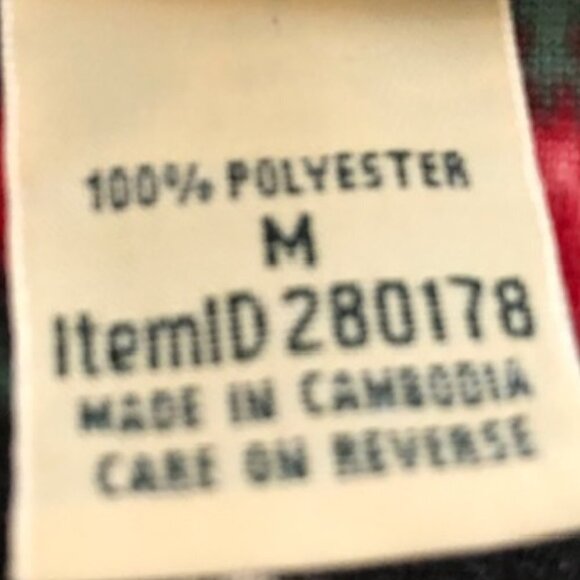 100% POLYESTER
M
ItemID 280178
MADE IN CAMBODIA
CARE ON REVERSE